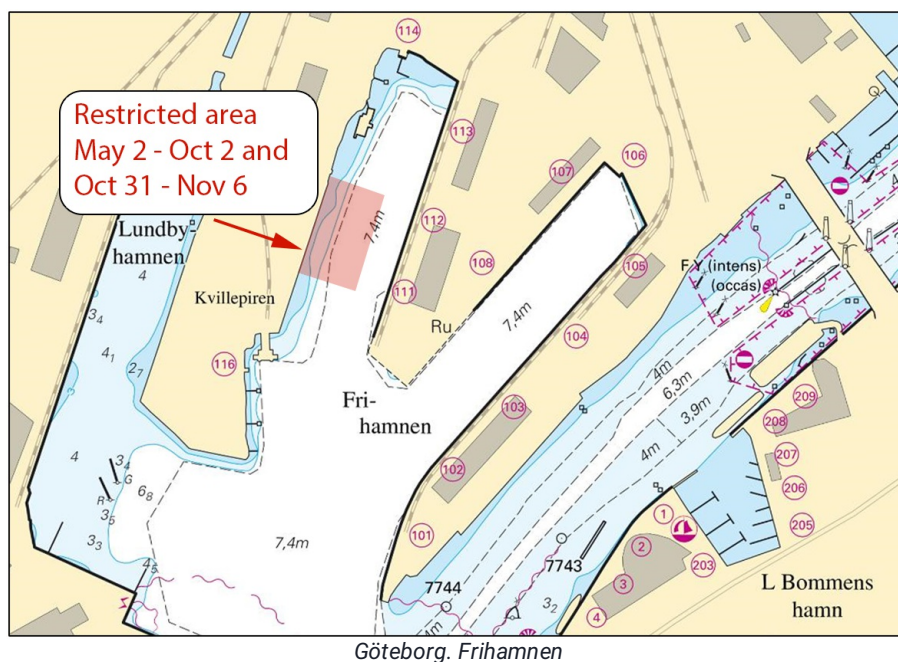 114
Restricted area
May 2 - Oct 2 and
Oct 31 - Nov 6
113
107
106
112
7,4m
Lundby-
hamnen
108
105
F Y (intens)
(occas)
4
Kvillepiren
111
Ru
7,4m
104
3₄
4₁
2₇
116
4m
6,3m
3,9m
4m
Fri-
hamnen
103
209
208
207
206
205
4
3₄
G
R
6₈
3₅
3₃
4₅
102
101
7,4m
1
2
3
4
203
7743
7744
3₂
4m
L Bommens
hamn
Göteborg. Frihamnen